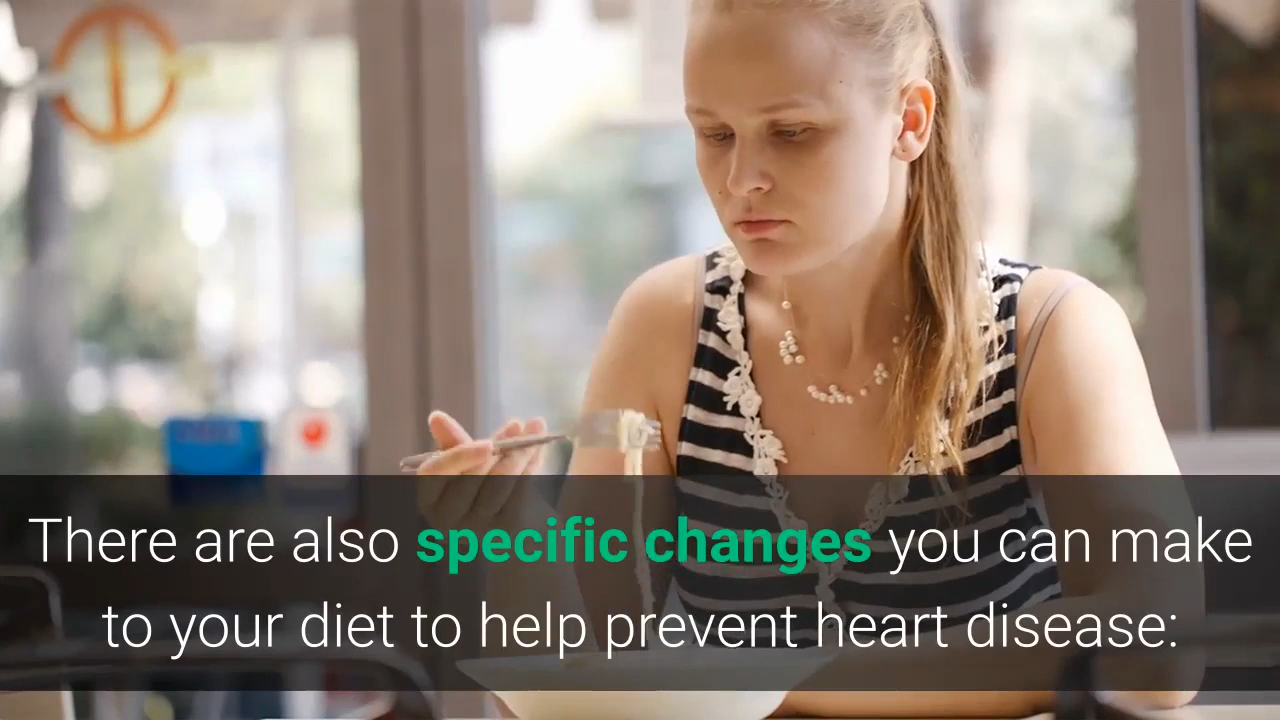 There are also specific changes you can make
to your diet to help prevent heart disease: